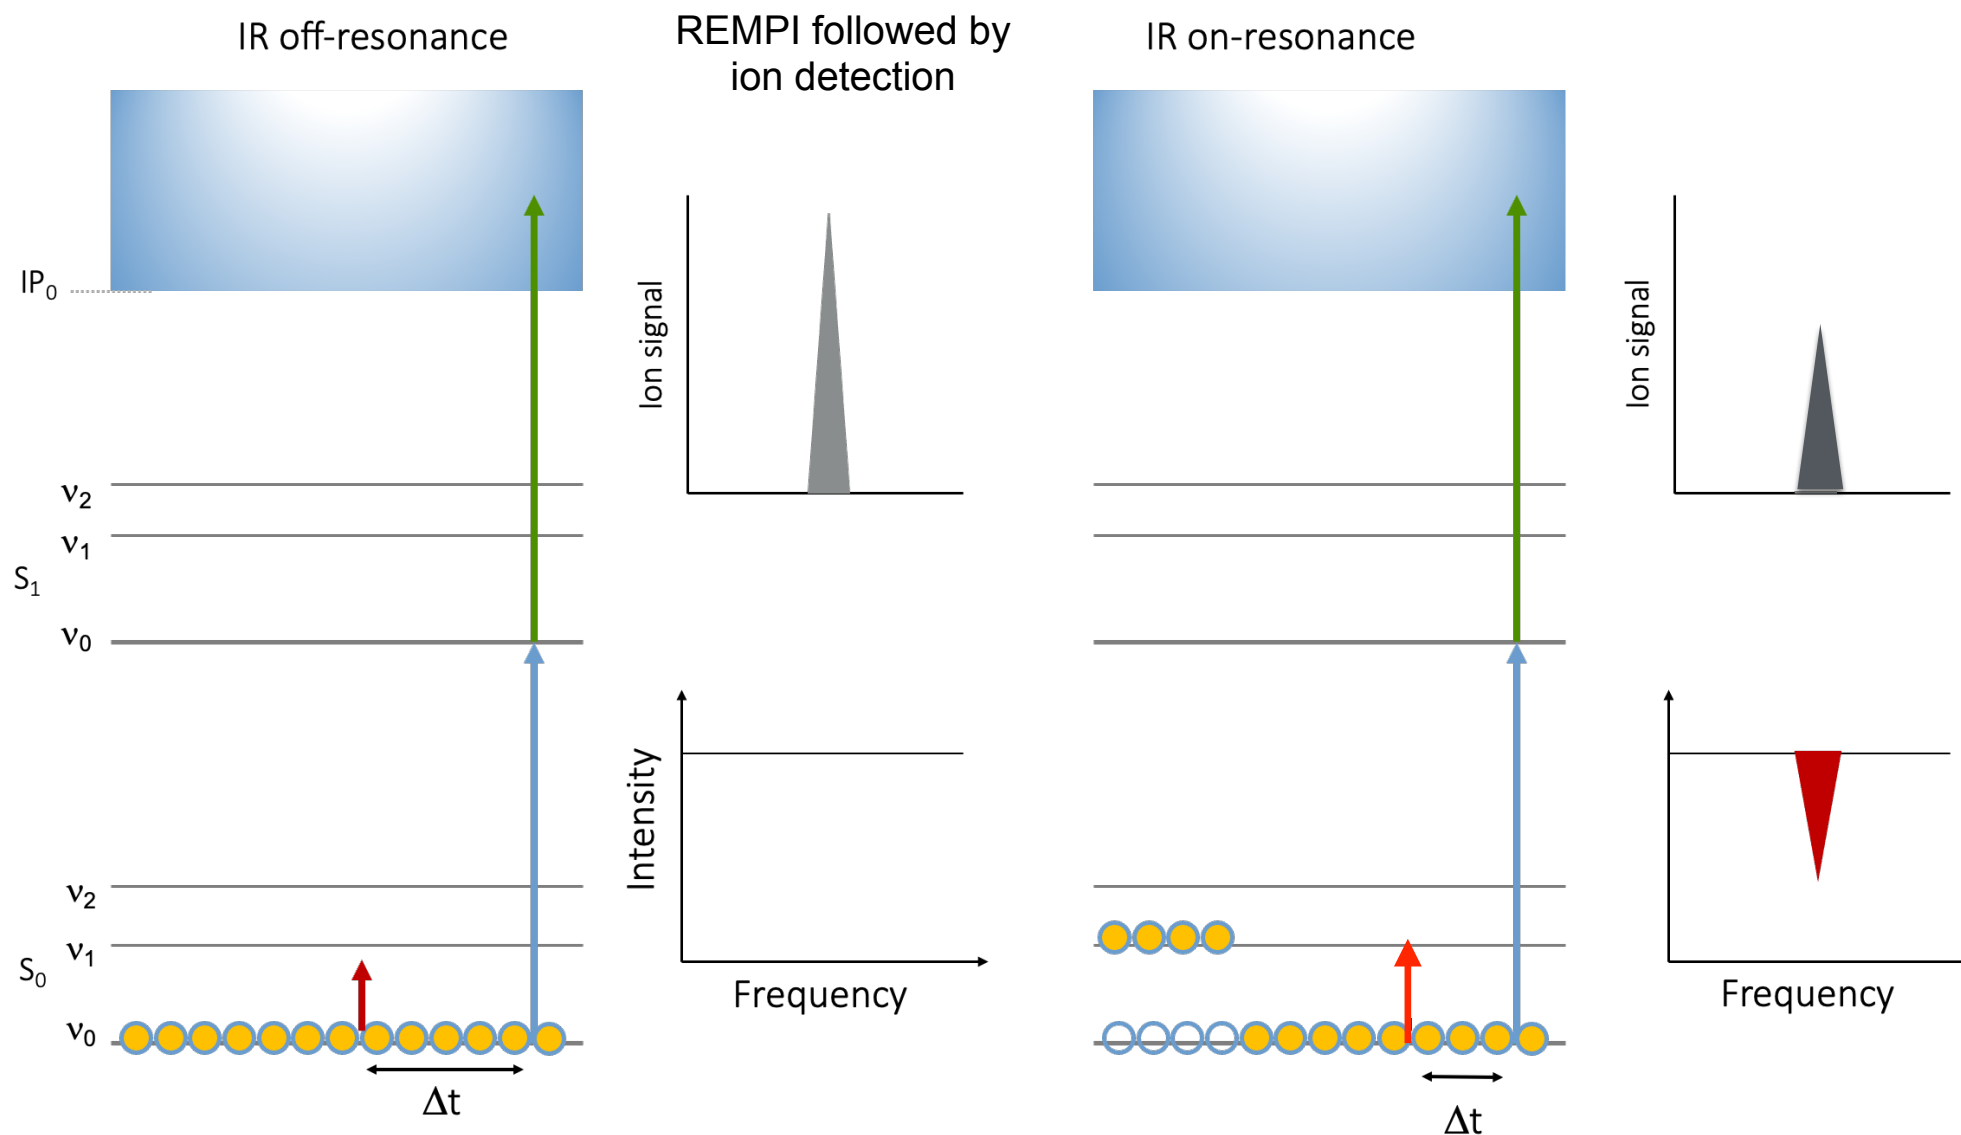 IR off-resonance
REMPI followed by
ion detection
IR on-resonance
IP₀
Ion signal
Ion signal
ν₂
ν₁
S₁
ν₀
Intensity
ν₂
ν₁
S₀
ν₀
Frequency
Frequency
Δt
Δt